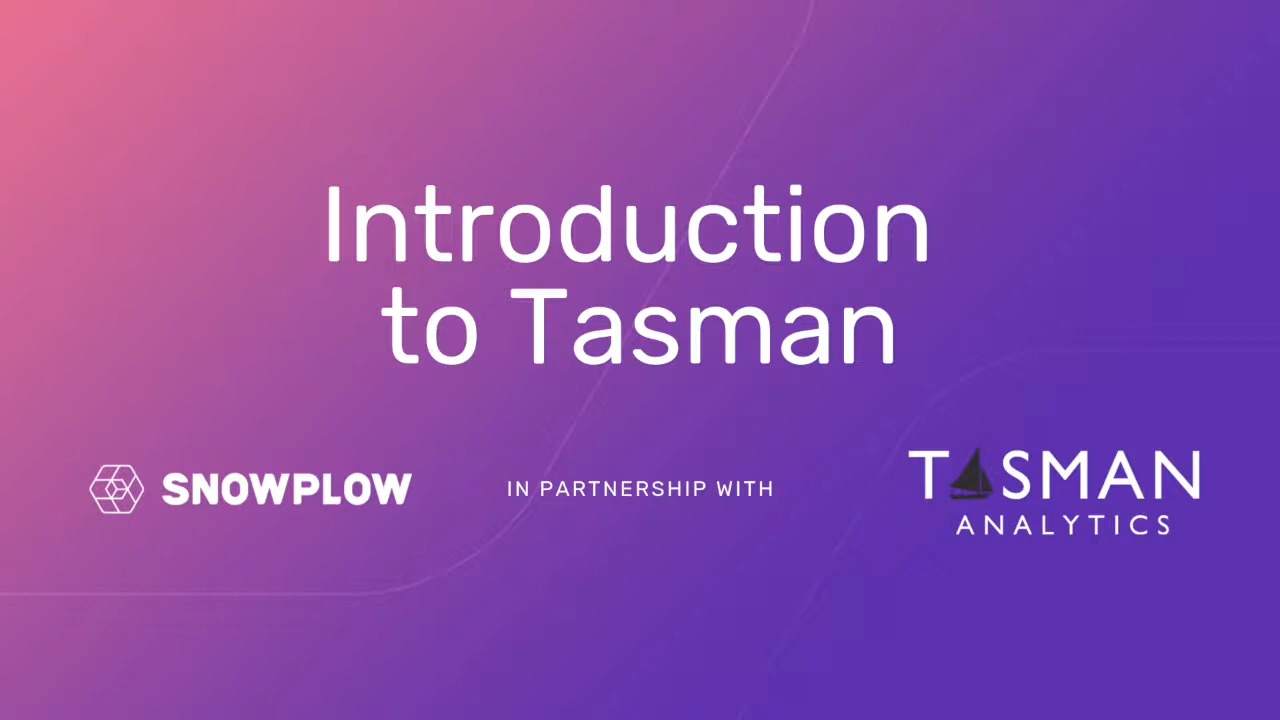 Introduction
to Tasman
SNOWPLOW
IN PARTNERSHIP WITH
TASMAN
ANALYTICS